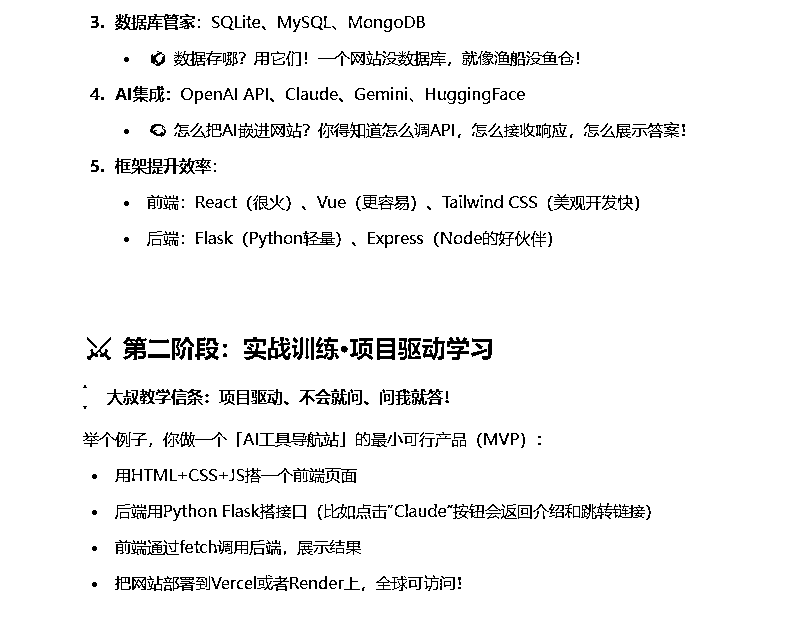 3. 数据库管家：SQLite、MySQL、MongoDB
• 数据存哪？用它们！一个网站没数据库，就像渔船没鱼仓！
4. AI集成：OpenAI API、Claude、Gemini、HuggingFace
• 怎么把AI嵌进网站？你得知道怎么调API，怎么接收响应，怎么展示答案！
5. 框架提升效率：
• 前端：React（很火）、Vue（更容易）、Tailwind CSS（美观开发快）
• 后端：Flask（Python轻量）、Express（Node的好伙伴）
⚔ 第二阶段：实战训练·项目驱动学习
大叔教学信条：项目驱动、不会就问、问我就答！
举个例子，你做一个「AI工具导航站」的最小可行产品（MVP）：
• 用HTML+CSS+JS搭一个前端页面
• 后端用Python Flask搭接口（比如点击"Claude"按钮会返回介绍和跳转链接）
• 前端通过fetch调用后端，展示结果
• 把网站部署到Vercel或者Render上，全球可访问！